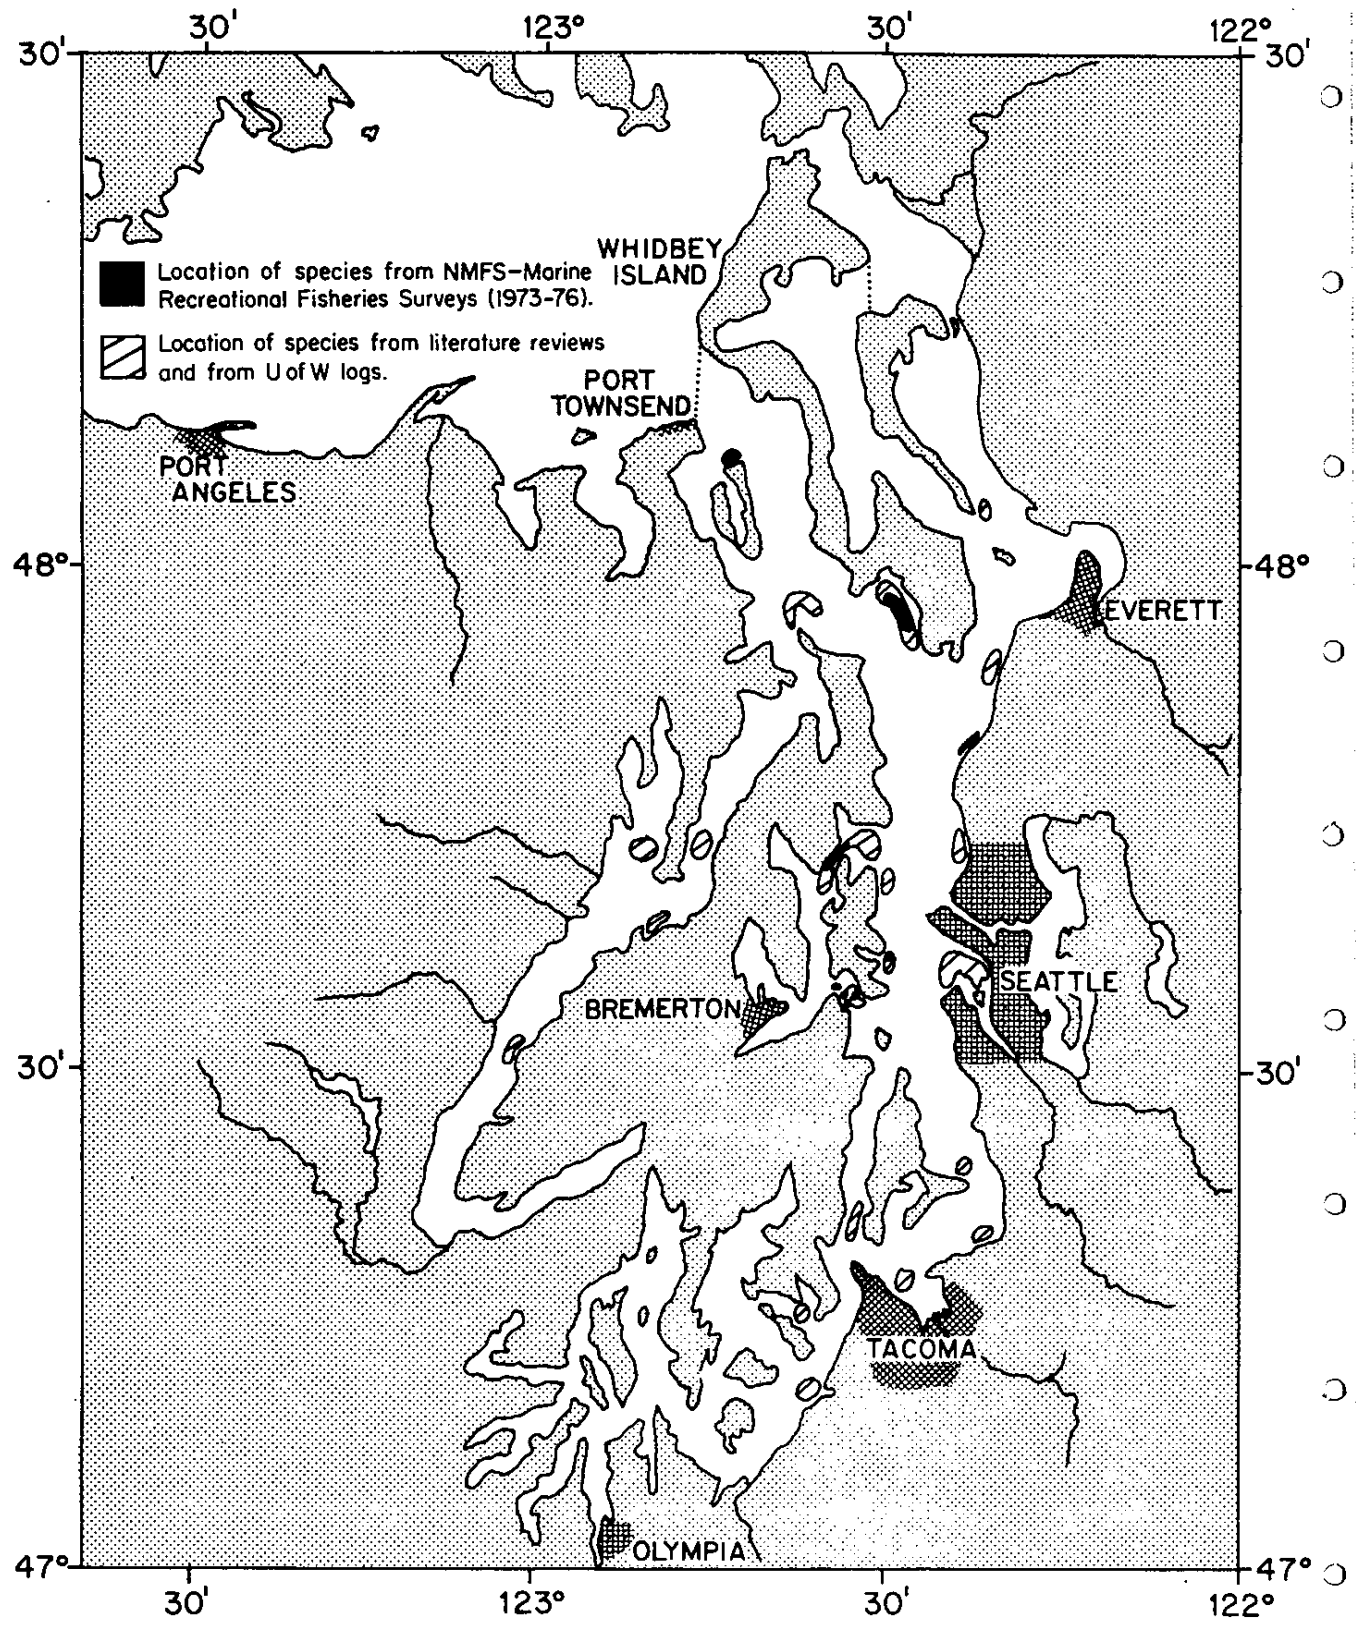 30' 123° 30' 122°
30' 30'
WHIDBEY
ISLAND
Location of species from NMFS-Marine
Recreational Fisheries Surveys (1973-76).
Location of species from literature reviews
and from U of W logs.
PORT
TOWNSEND
PORT
ANGELES
48° 48°
EVERETT
SEATTLE
BREMERTON
30' 30'
TACOMA
OLYMPIA
47° 47°
30' 123° 30' 122°